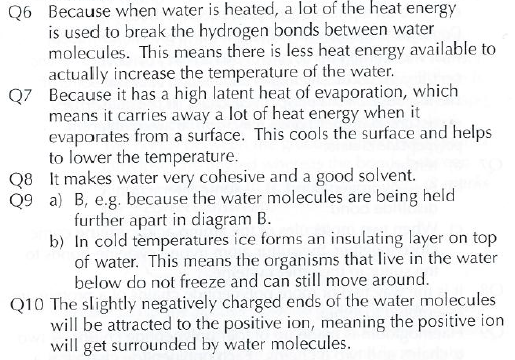 Q6 Because when water is heated, a lot of the heat energy
is used to break the hydrogen bonds between water
molecules. This means there is less heat energy available to
actually increase the temperature of the water.
Q7 Because it has a high latent heat of evaporation, which
means it carries away a lot of heat energy when it
evaporates from a surface. This cools the surface and helps
to lower the temperature.
Q8 It makes water very cohesive and a good solvent.
Q9 a) B, e.g. because the water molecules are being held
further apart in diagram B.
b) In cold temperatures ice forms an insulating layer on top
of water. This means the organisms that live in the water
below do not freeze and can still move around.
Q10 The slightly negatively charged ends of the water molecules
will be attracted to the positive ion, meaning the positive ion
will get surrounded by water molecules.